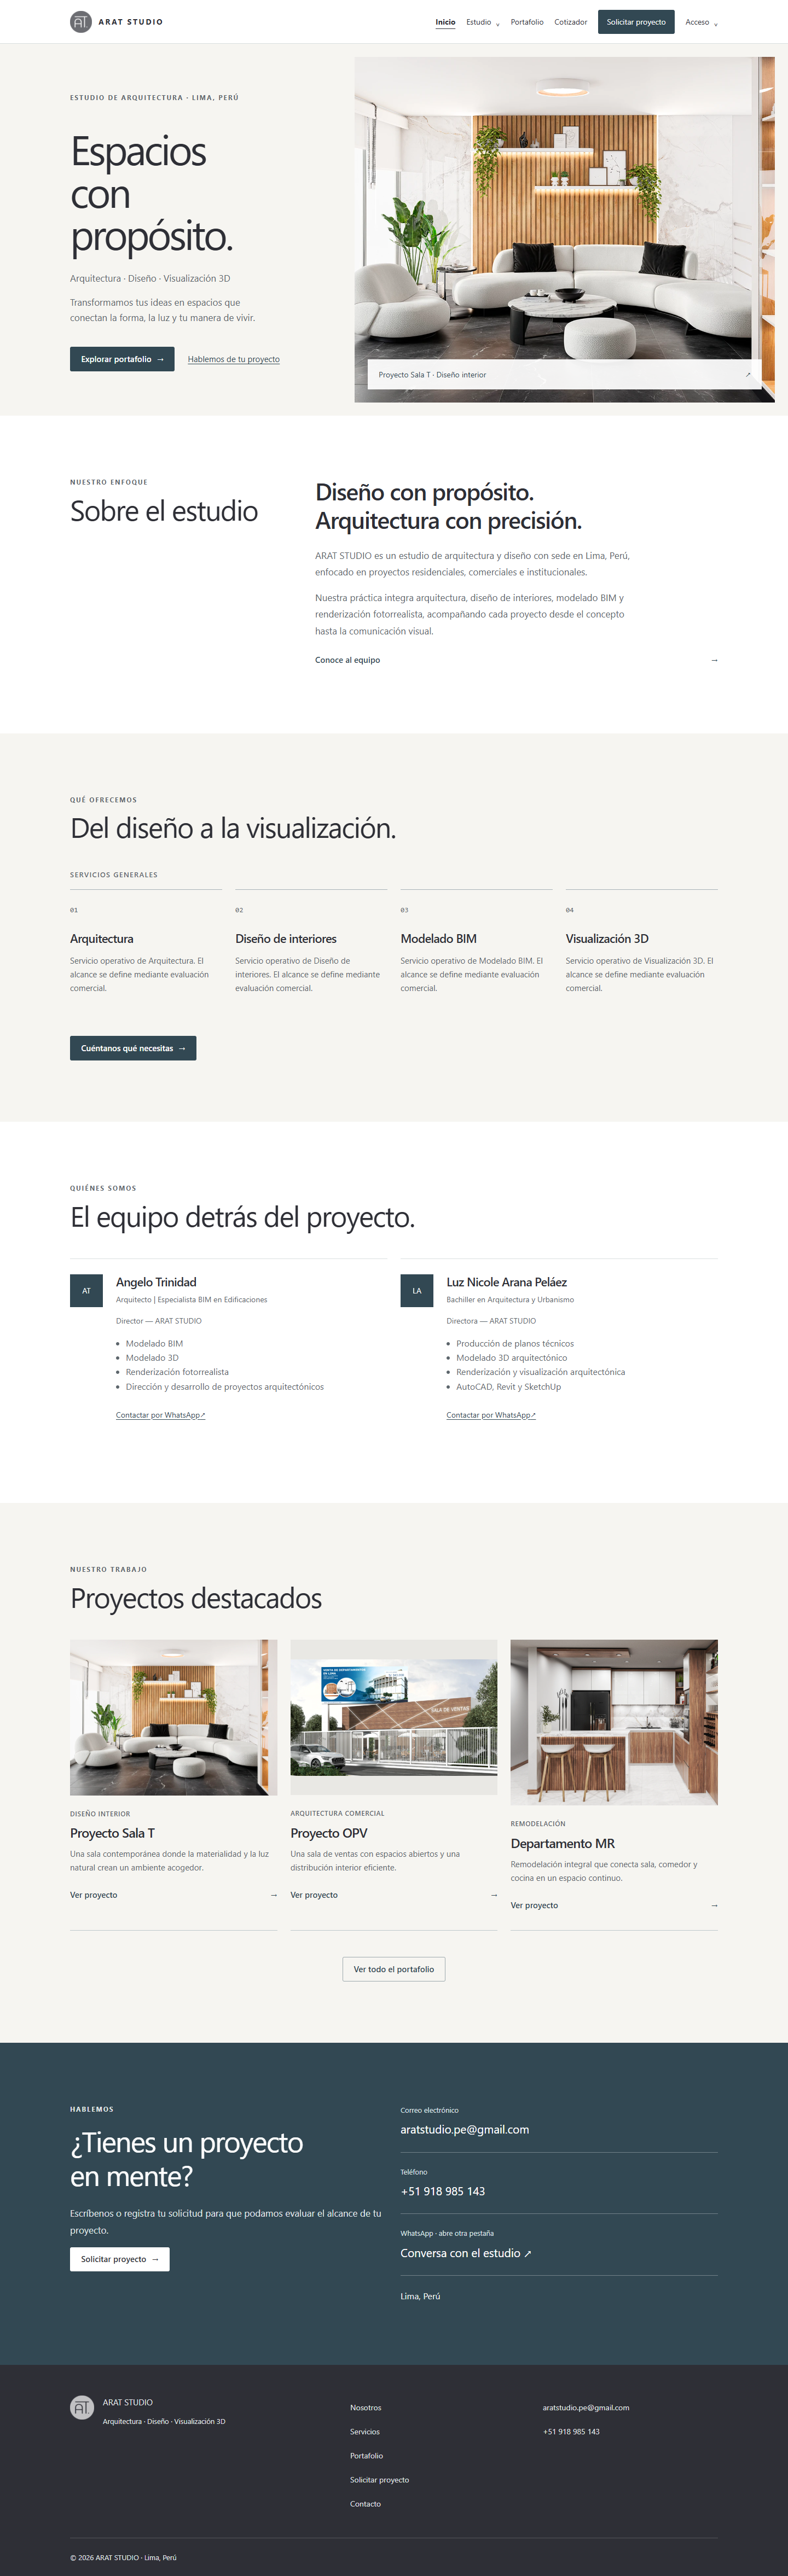 ARAT STUDIO
Inicio Estudio Portafolio Cotizador Solicitar proyecto Acceso
ESTUDIO DE ARQUITECTURA · LIMA, PERÚ
Espacios
con
propósito.
Arquitectura · Diseño · Visualización 3D
Transformamos tus ideas en espacios que
conectan la forma, la luz y tu manera de vivir.
Explorar portafolio →
Hablemos de tu proyecto
Proyecto Sala T · Diseño interior ↗
NUESTRO ENFOQUE
Sobre el estudio
Diseño con propósito.
Arquitectura con precisión.
ARAT STUDIO es un estudio de arquitectura y diseño con sede en Lima, Perú,
enfocado en proyectos residenciales, comerciales e institucionales.
Nuestra práctica integra arquitectura, diseño de interiores, modelado BIM y
renderización fotorrealista, acompañando cada proyecto desde el concepto
hasta la comunicación visual.
Conoce al equipo →
QUÉ OFRECEMOS
Del diseño a la visualización.
SERVICIOS GENERALES
01
Arquitectura
Servicio operativo de Arquitectura. El
alcance se define mediante evaluación
comercial.
02
Diseño de interiores
Servicio operativo de Diseño de
interiores. El alcance se define mediante
evaluación comercial.
03
Modelado BIM
Servicio operativo de Modelado BIM. El
alcance se define mediante evaluación
comercial.
04
Visualización 3D
Servicio operativo de Visualización 3D. El
alcance se define mediante evaluación
comercial.
Cuéntanos qué necesitas →
QUIÉNES SOMOS
El equipo detrás del proyecto.
AT
Angelo Trinidad
Arquitecto | Especialista BIM en Edificaciones
Director — ARAT STUDIO
• Modelado BIM
• Modelado 3D
• Renderización fotorrealista
• Dirección y desarrollo de proyectos arquitectónicos
Contactar por WhatsApp↗
LA
Luz Nicole Arana Peláez
Bachiller en Arquitectura y Urbanismo
Directora — ARAT STUDIO
• Producción de planos técnicos
• Modelado 3D arquitectónico
• Renderización y visualización arquitectónica
• AutoCAD, Revit y SketchUp
Contactar por WhatsApp↗
NUESTRO TRABAJO
Proyectos destacados
DISEÑO INTERIOR
Proyecto Sala T
Una sala contemporánea donde la materialidad y la luz
natural crean un ambiente acogedor.
Ver proyecto →
SALA DE VENTAS
ARQUITECTURA COMERCIAL
Proyecto OPV
Una sala de ventas con espacios abiertos y una
distribución interior eficiente.
Ver proyecto →
REMODELACIÓN
Departamento MR
Remodelación integral que conecta sala, comedor y
cocina en un espacio continuo.
Ver proyecto →
Ver todo el portafolio
HABLEMOS
¿Tienes un proyecto
en mente?
Escríbenos o registra tu solicitud para que podamos evaluar el alcance de tu
proyecto.
Solicitar proyecto →
Correo electrónico
aratstudio.pe@gmail.com
Teléfono
+51 918 985 143
WhatsApp · abre otra pestaña
Conversa con el estudio ↗
Lima, Perú
ARAT STUDIO
Arquitectura · Diseño · Visualización 3D
Nosotros
Servicios
Portafolio
Solicitar proyecto
Contacto
aratstudio.pe@gmail.com
+51 918 985 143
© 2026 ARAT STUDIO · Lima, Perú